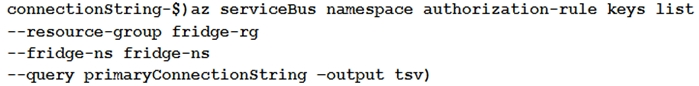 connectionString-$)az serviceBus namespace authorization-rule keys list
--resource-group fridge-rg
--fridge-ns fridge-ns
--query primaryConnectionString –output tsv)